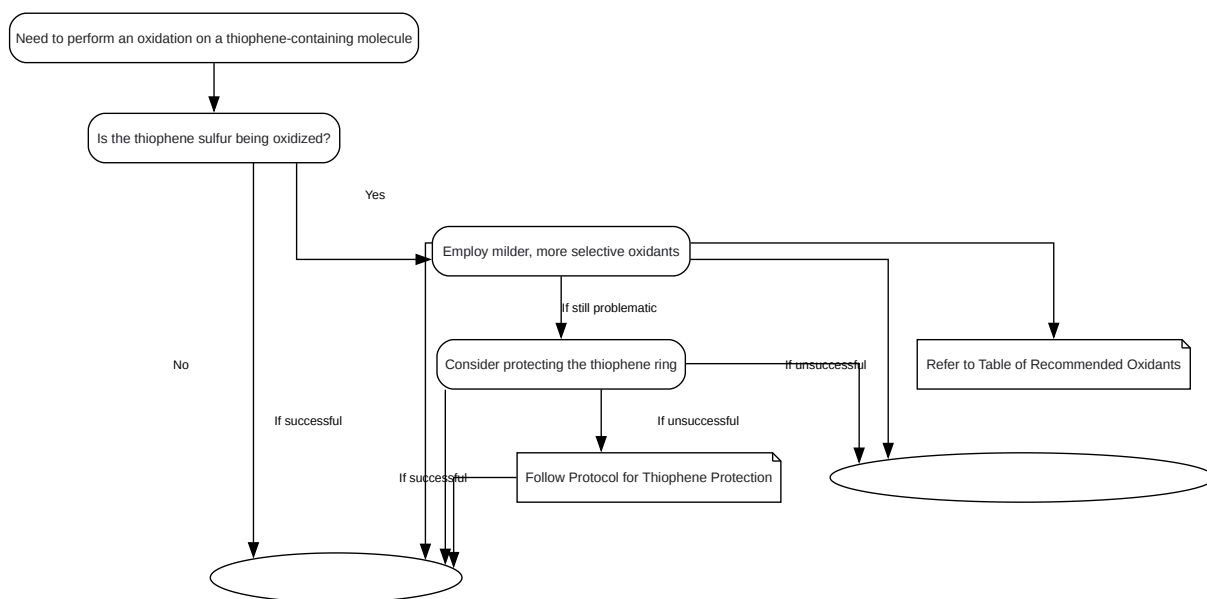 Need to perform an oxidation on a thiophene-containing molecule
Is the thiophene sulfur being oxidized?
Yes
Employ milder, more selective oxidants
If still problematic
Consider protecting the thiophene ring
If unsuccessful
Refer to Table of Recommended Oxidants
No
If successful
If unsuccessful
If successful
Follow Protocol for Thiophene Protection